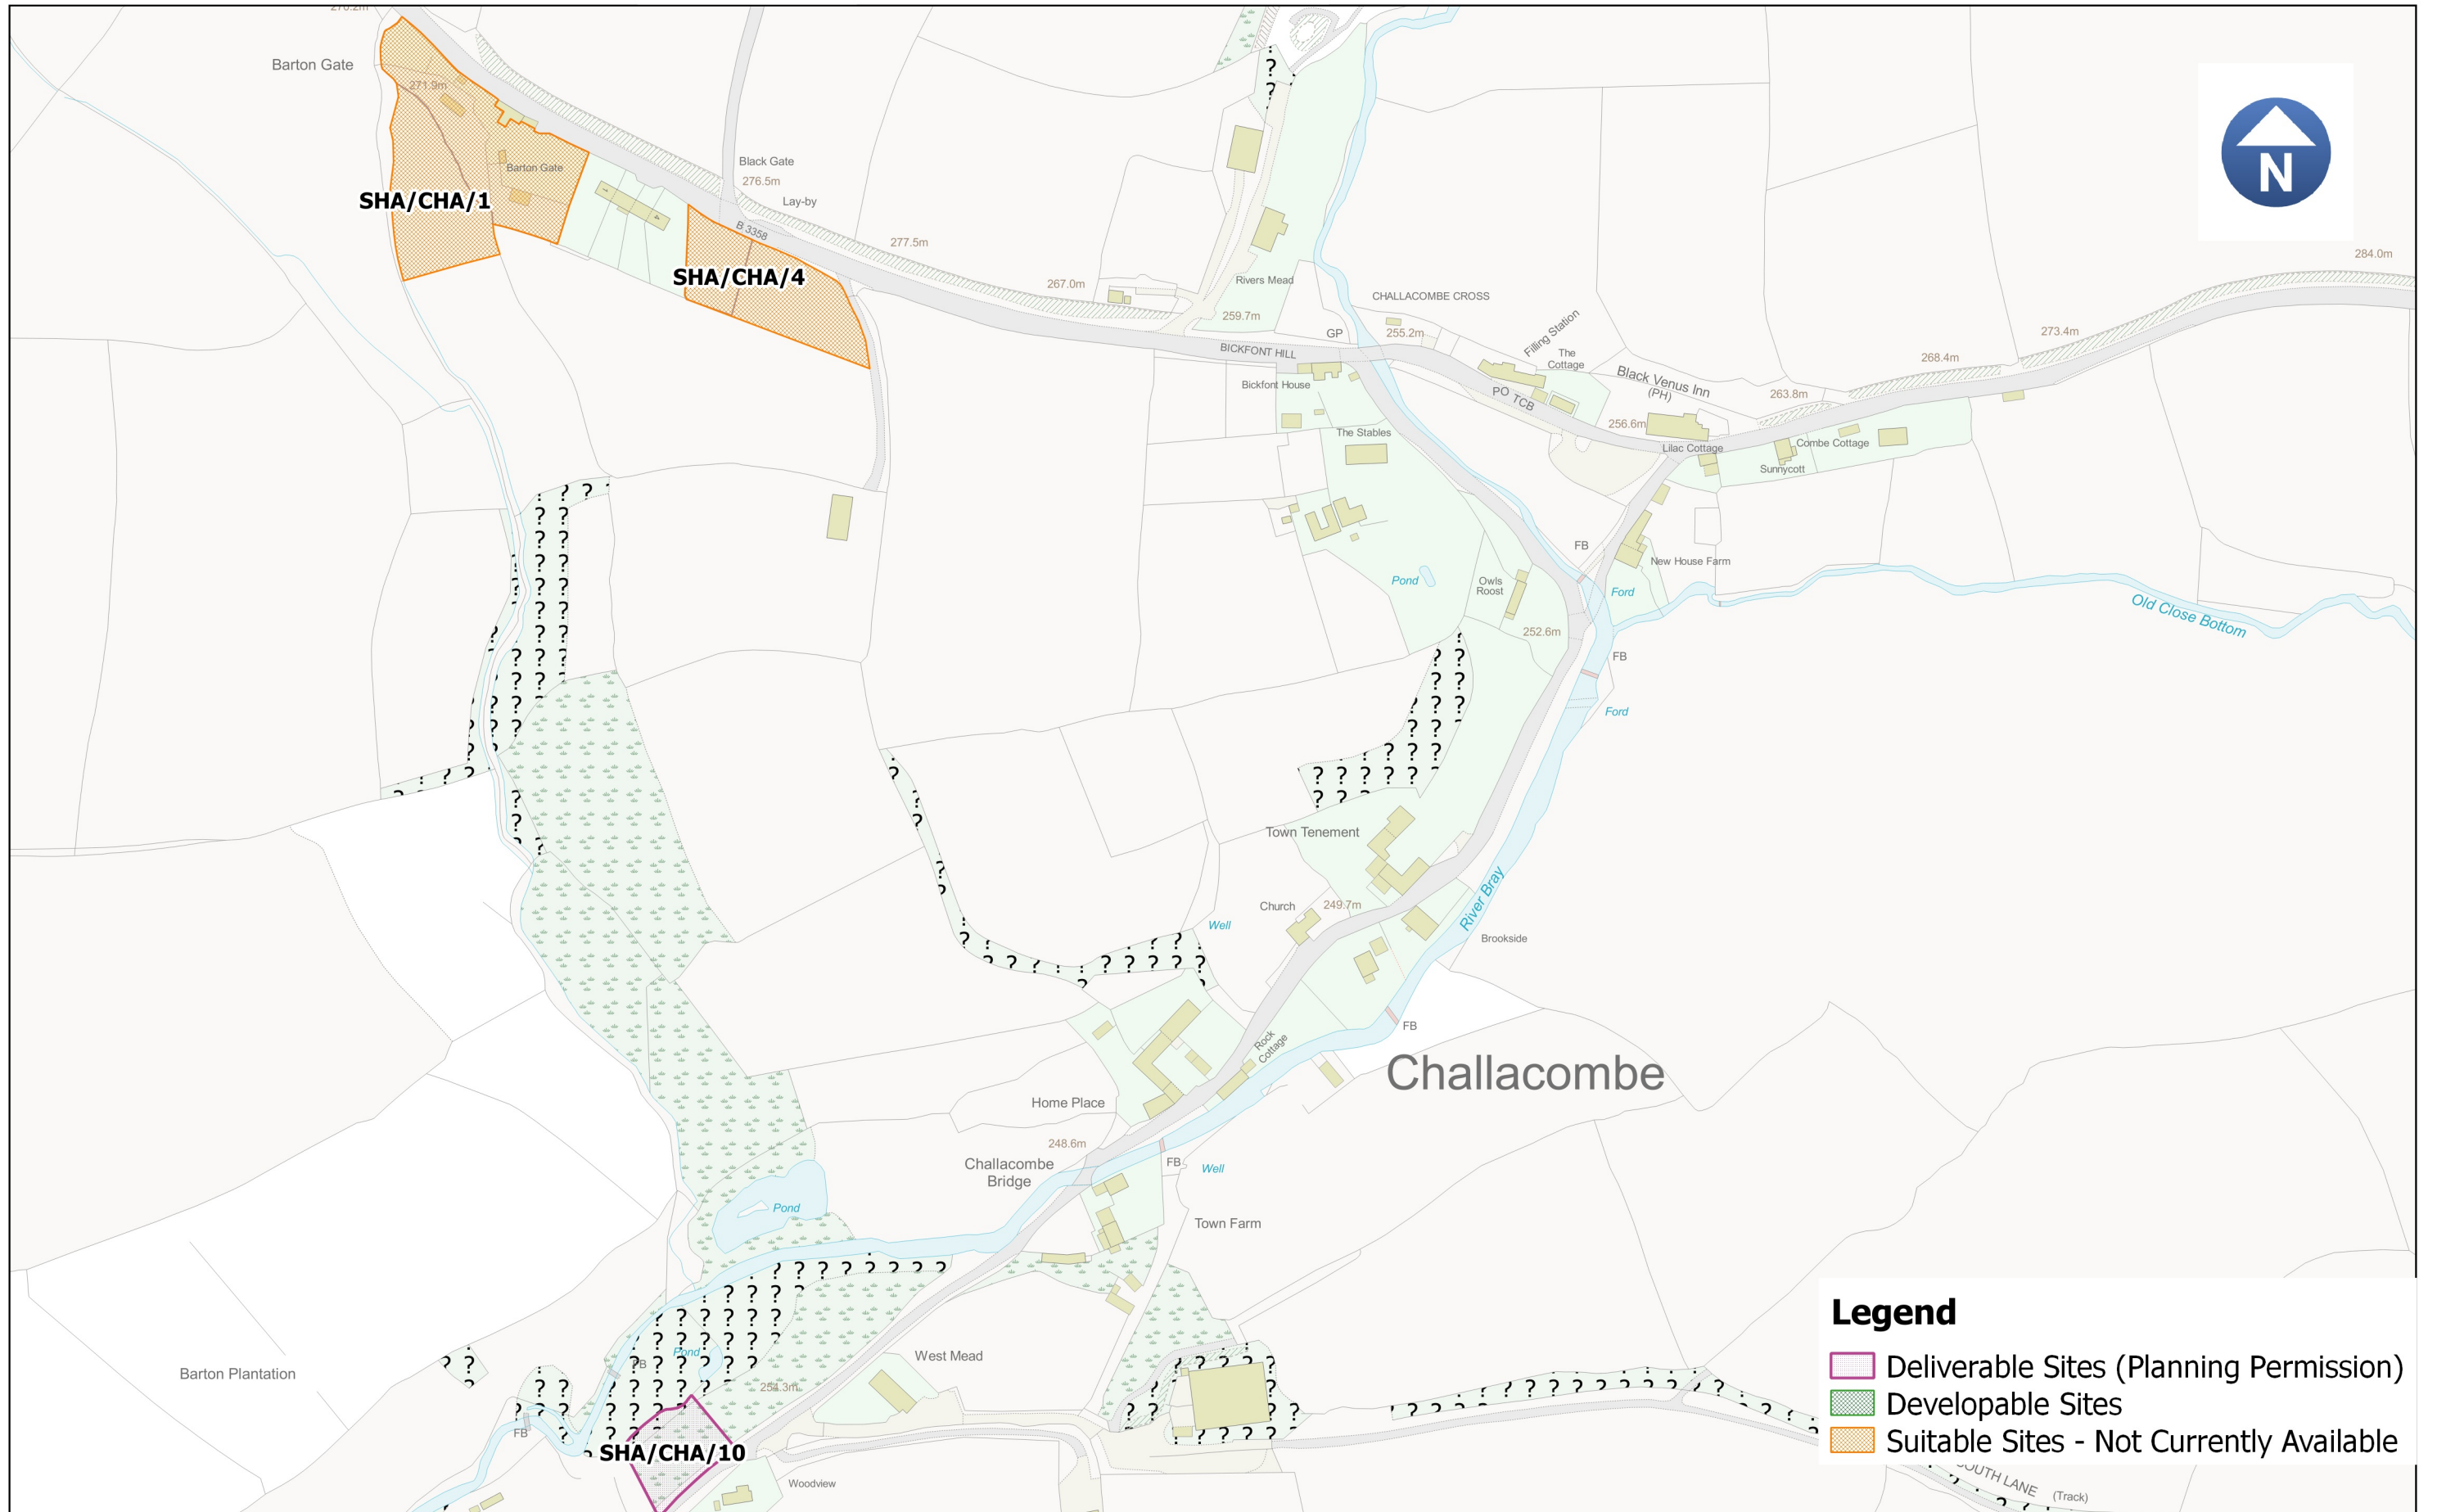 270.2m
Barton Gate
271.9m
Barton Gate
SHA/CHA/1
1
4
Black Gate
276.5m
Lay-by
B 3358
277.5m
SHA/CHA/4
267.0m
Rivers Mead
259.7m
GP
CHALLACOMBE CROSS
255.2m
BICKFONT HILL
Bickfont House
Filling Station
The
Cottage
PO TCB
Black Venus Inn
(PH)
256.6m
263.8m
268.4m
273.4m
284.0m
N
Lilac Cottage
Combe Cottage
Sunnycott
The Stables
Pond
Owls
Roost
FB
Ford
New House Farm
252.6m
FB
Ford
Old Close Bottom
Town Tenement
Church
249.7m
Well
River Bray
Brookside
FB
Rock
Cottage
Challacombe
Home Place
248.6m
Challacombe
Bridge
FB
Well
Pond
Town Farm
Barton Plantation
FB
Pond
254.3m
West Mead
FB
SHA/CHA/10
Woodview
Legend
Deliverable Sites (Planning Permission)
Developable Sites
Suitable Sites - Not Currently Available
SOUTH LANE
(Track)